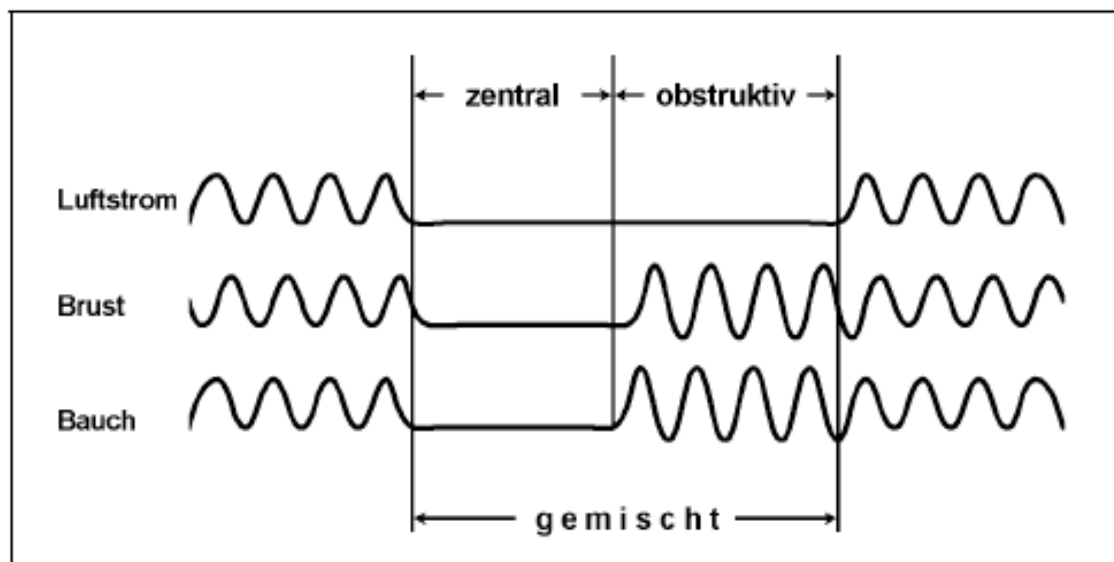 zentral
obstruktiv
Luftstrom
Brust
Bauch
gemischt